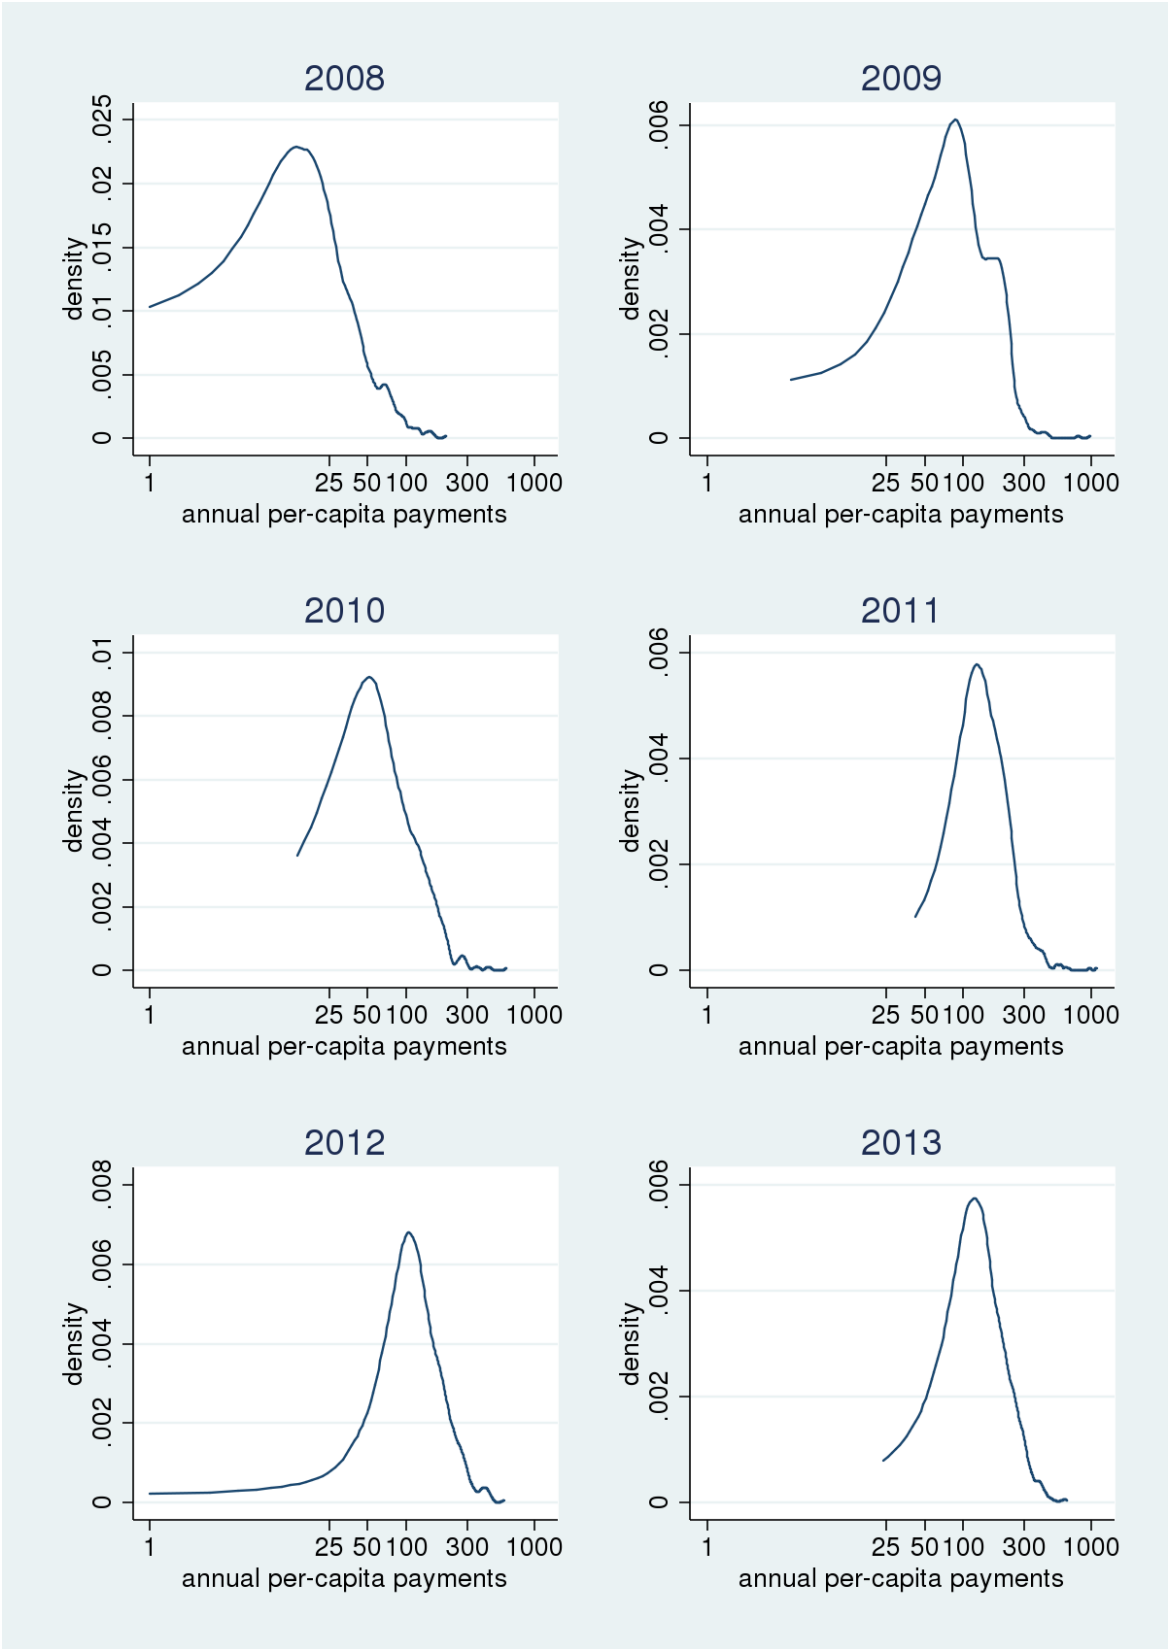 2008
density
0 .005 .01 .015 .02 .025
1 25 50 100 300 1000
annual per-capita payments
2009
density
0 .002 .004 .006
1 25 50 100 300 1000
annual per-capita payments
2010
density
0 .002 .004 .006 .008 .01
1 25 50 100 300 1000
annual per-capita payments
2011
density
0 .002 .004 .006
1 25 50 100 300 1000
annual per-capita payments
2012
density
0 .002 .004 .006 .008
1 25 50 100 300 1000
annual per-capita payments
2013
density
0 .002 .004 .006
1 25 50 100 300 1000
annual per-capita payments